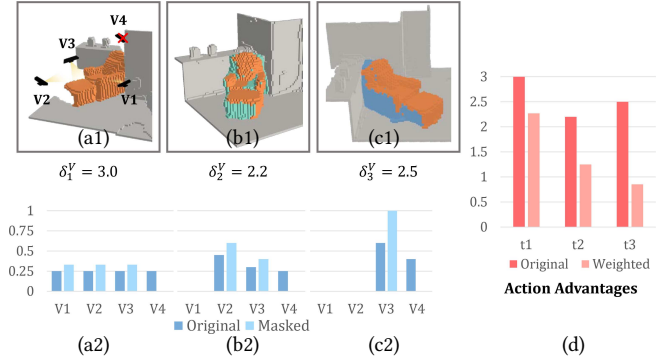 V4
V3
V2
V1
(a1)
(b1)
(c1)
δ₁ⱽ = 3.0
δ₂ⱽ = 2.2
δ₃ⱽ = 2.5
1
0.75
0.5
0.25
0
V1 V2 V3 V4
V1 V2 V3 V4
V1 V2 V3 V4
Original Masked
(a2)
(b2)
(c2)
3
2.5
2
1.5
1
0.5
0
t1 t2 t3
Original Weighted
Action Advantages
(d)